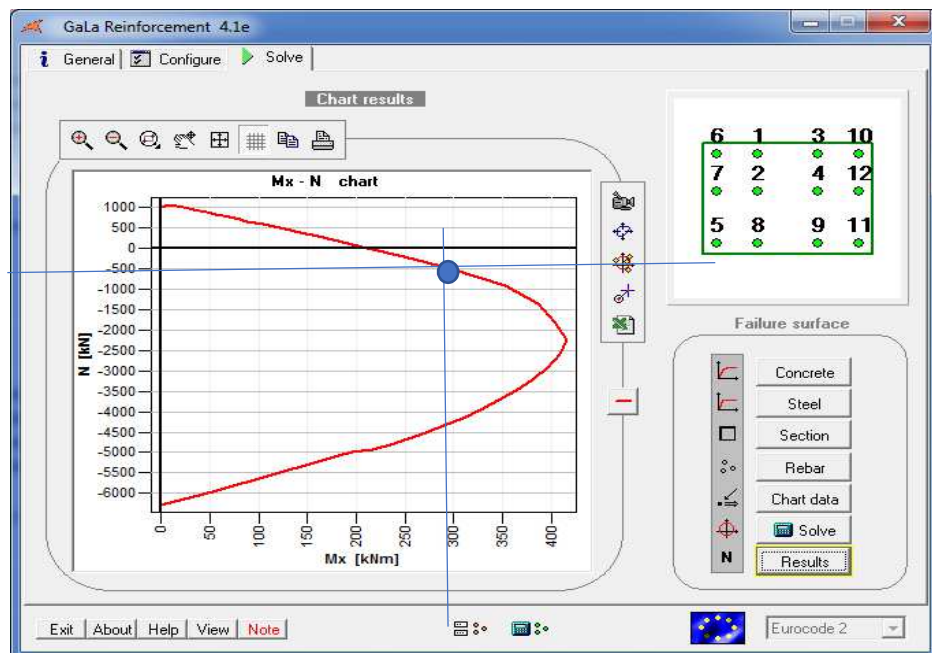 GaLa Reinforcement 4.1e
General Configure Solve
Chart results
Mx - N chart
1000
500
0
-500
-1000
-1500
-2000
-2500
-3000
-3500
-4000
-4500
-5000
-5500
-6000
N [kN]
0 50 100 150 200 250 300 350 400
Mx [kNm]
6 1 3 10
7 2 4 12
5 8 9 11
Failure surface
Concrete
Steel
Section
Rebar
Chart data
Solve
N Results
Exit About Help View Note
Eurocode 2